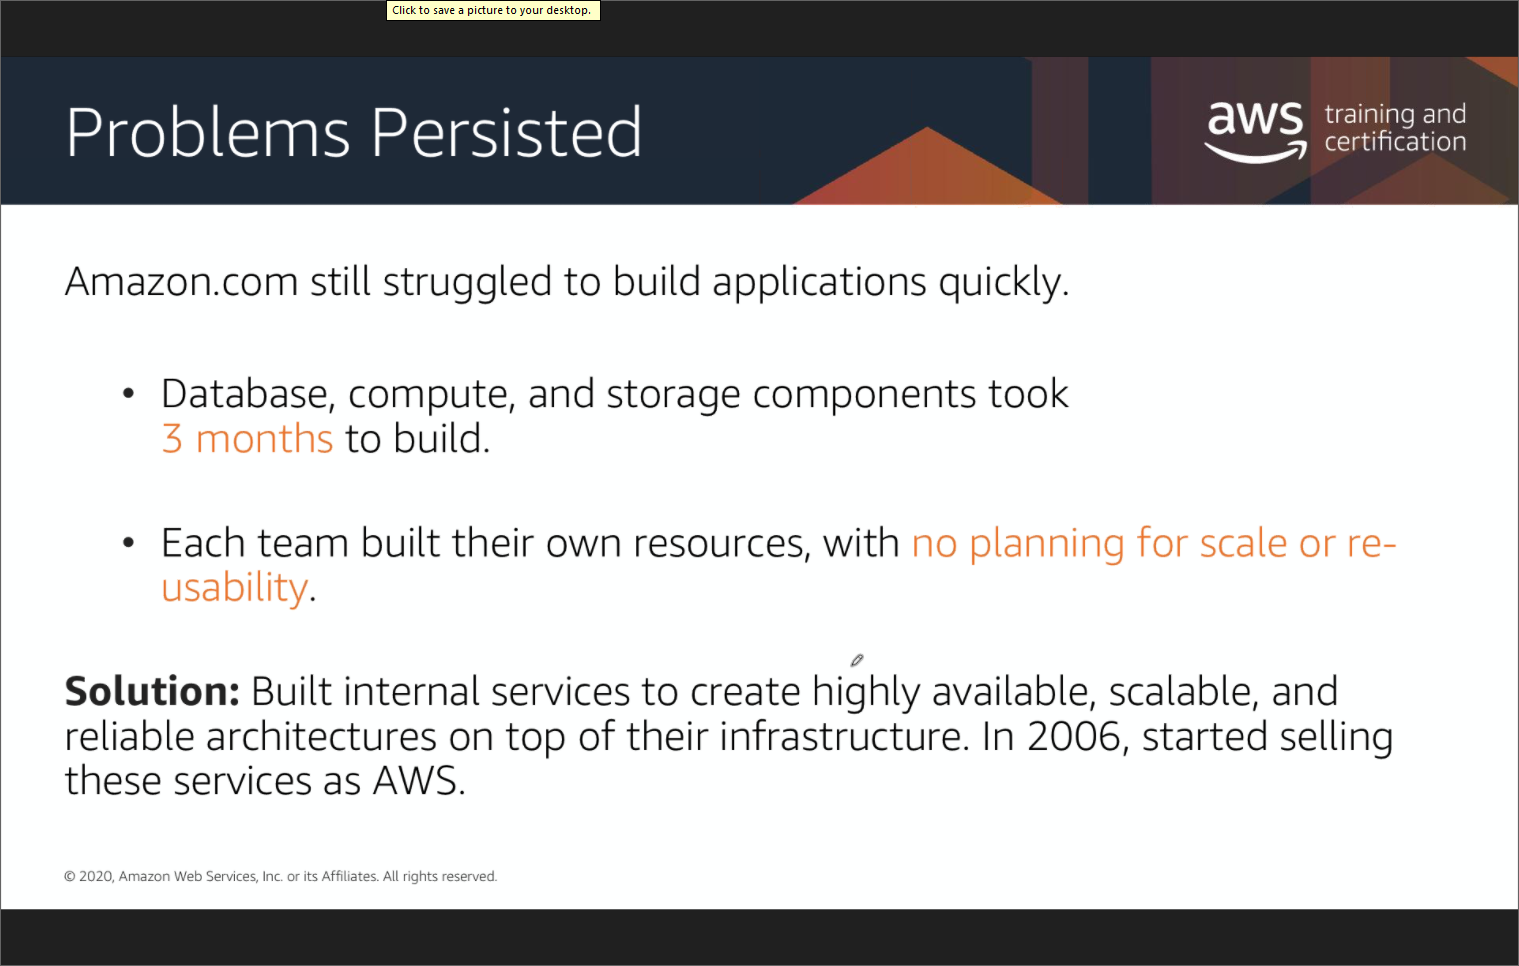 Click to save a picture to your desktop.
Problems Persisted
aws training and
certification
Amazon.com still struggled to build applications quickly.
• Database, compute, and storage components took
3 months to build.
• Each team built their own resources, with no planning for scale or re-
usability.
Solution: Built internal services to create highly available, scalable, and
reliable architectures on top of their infrastructure. In 2006, started selling
these services as AWS.
© 2020, Amazon Web Services, Inc. or its Affiliates. All rights reserved.